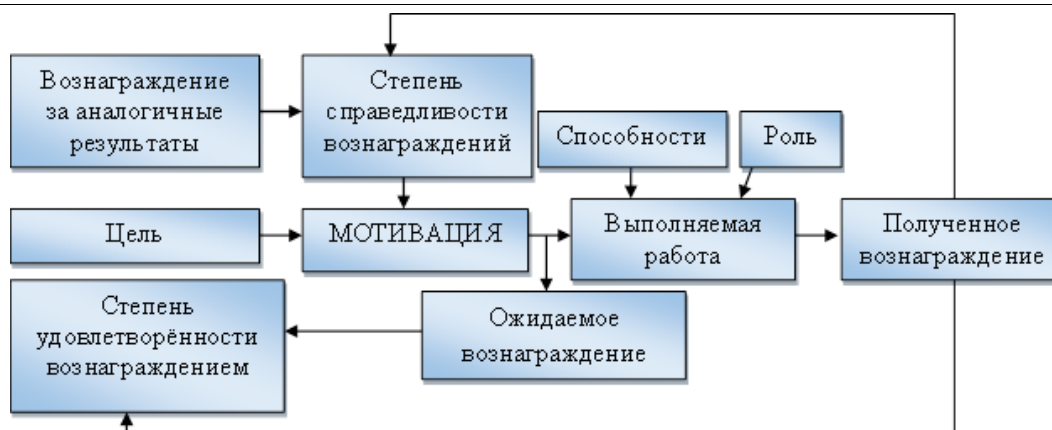 Вознаграждение
за аналогичные
результаты
Степень
справедливости
вознаграждений
Способности
Роль
Цель
МОТИВАЦИЯ
Выполняемая
работа
Полученное
вознаграждение
Степень
удовлетворённости
вознаграждением
Ожидаемое
вознаграждение